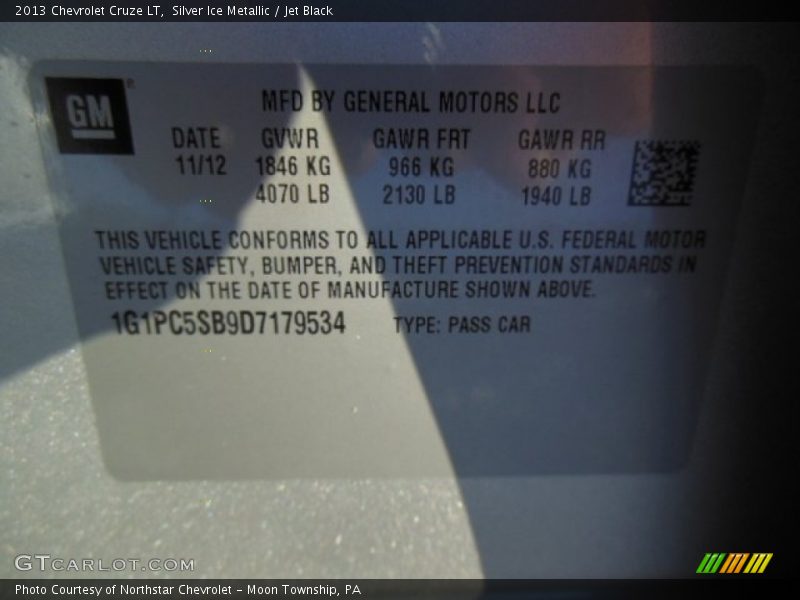 2013 Chevrolet Cruze LT,  Silver Ice Metallic / Jet Black
GM
MFD BY GENERAL MOTORS LLC
DATE GVWR GAWR FRT GAWR RR
11/12 1846 KG 966 KG 880 KG
4070 LB 2130 LB 1940 LB
THIS VEHICLE CONFORMS TO ALL APPLICABLE U.S. FEDERAL MOTOR
VEHICLE SAFETY, BUMPER, AND THEFT PREVENTION STANDARDS IN
EFFECT ON THE DATE OF MANUFACTURE SHOWN ABOVE.
1G1PC5SB9D7179534 TYPE: PASS CAR
GTCARLOT.COM
Photo Courtesy of Northstar Chevrolet - Moon Township, PA